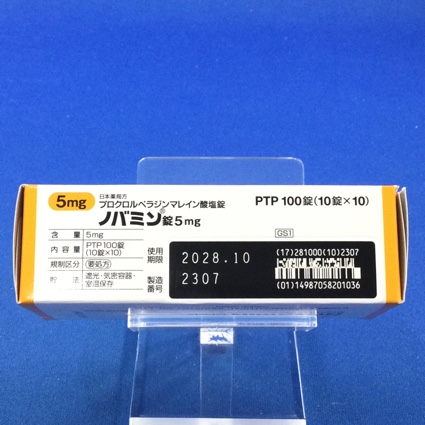 5mg
日本薬局方
プロクロルペラジンマレイン酸塩錠
ノバミン®錠5mg
PTP 100錠(10錠×10)
含量 5mg
内容量 PTP100錠
(10錠×10)
規制区分 要処方
貯法 遮光・気密容器・
室温保存
使用
期限 2028.10
製造
番号 2307
GS1
(17)281000(10)2307
(01)14987058201036